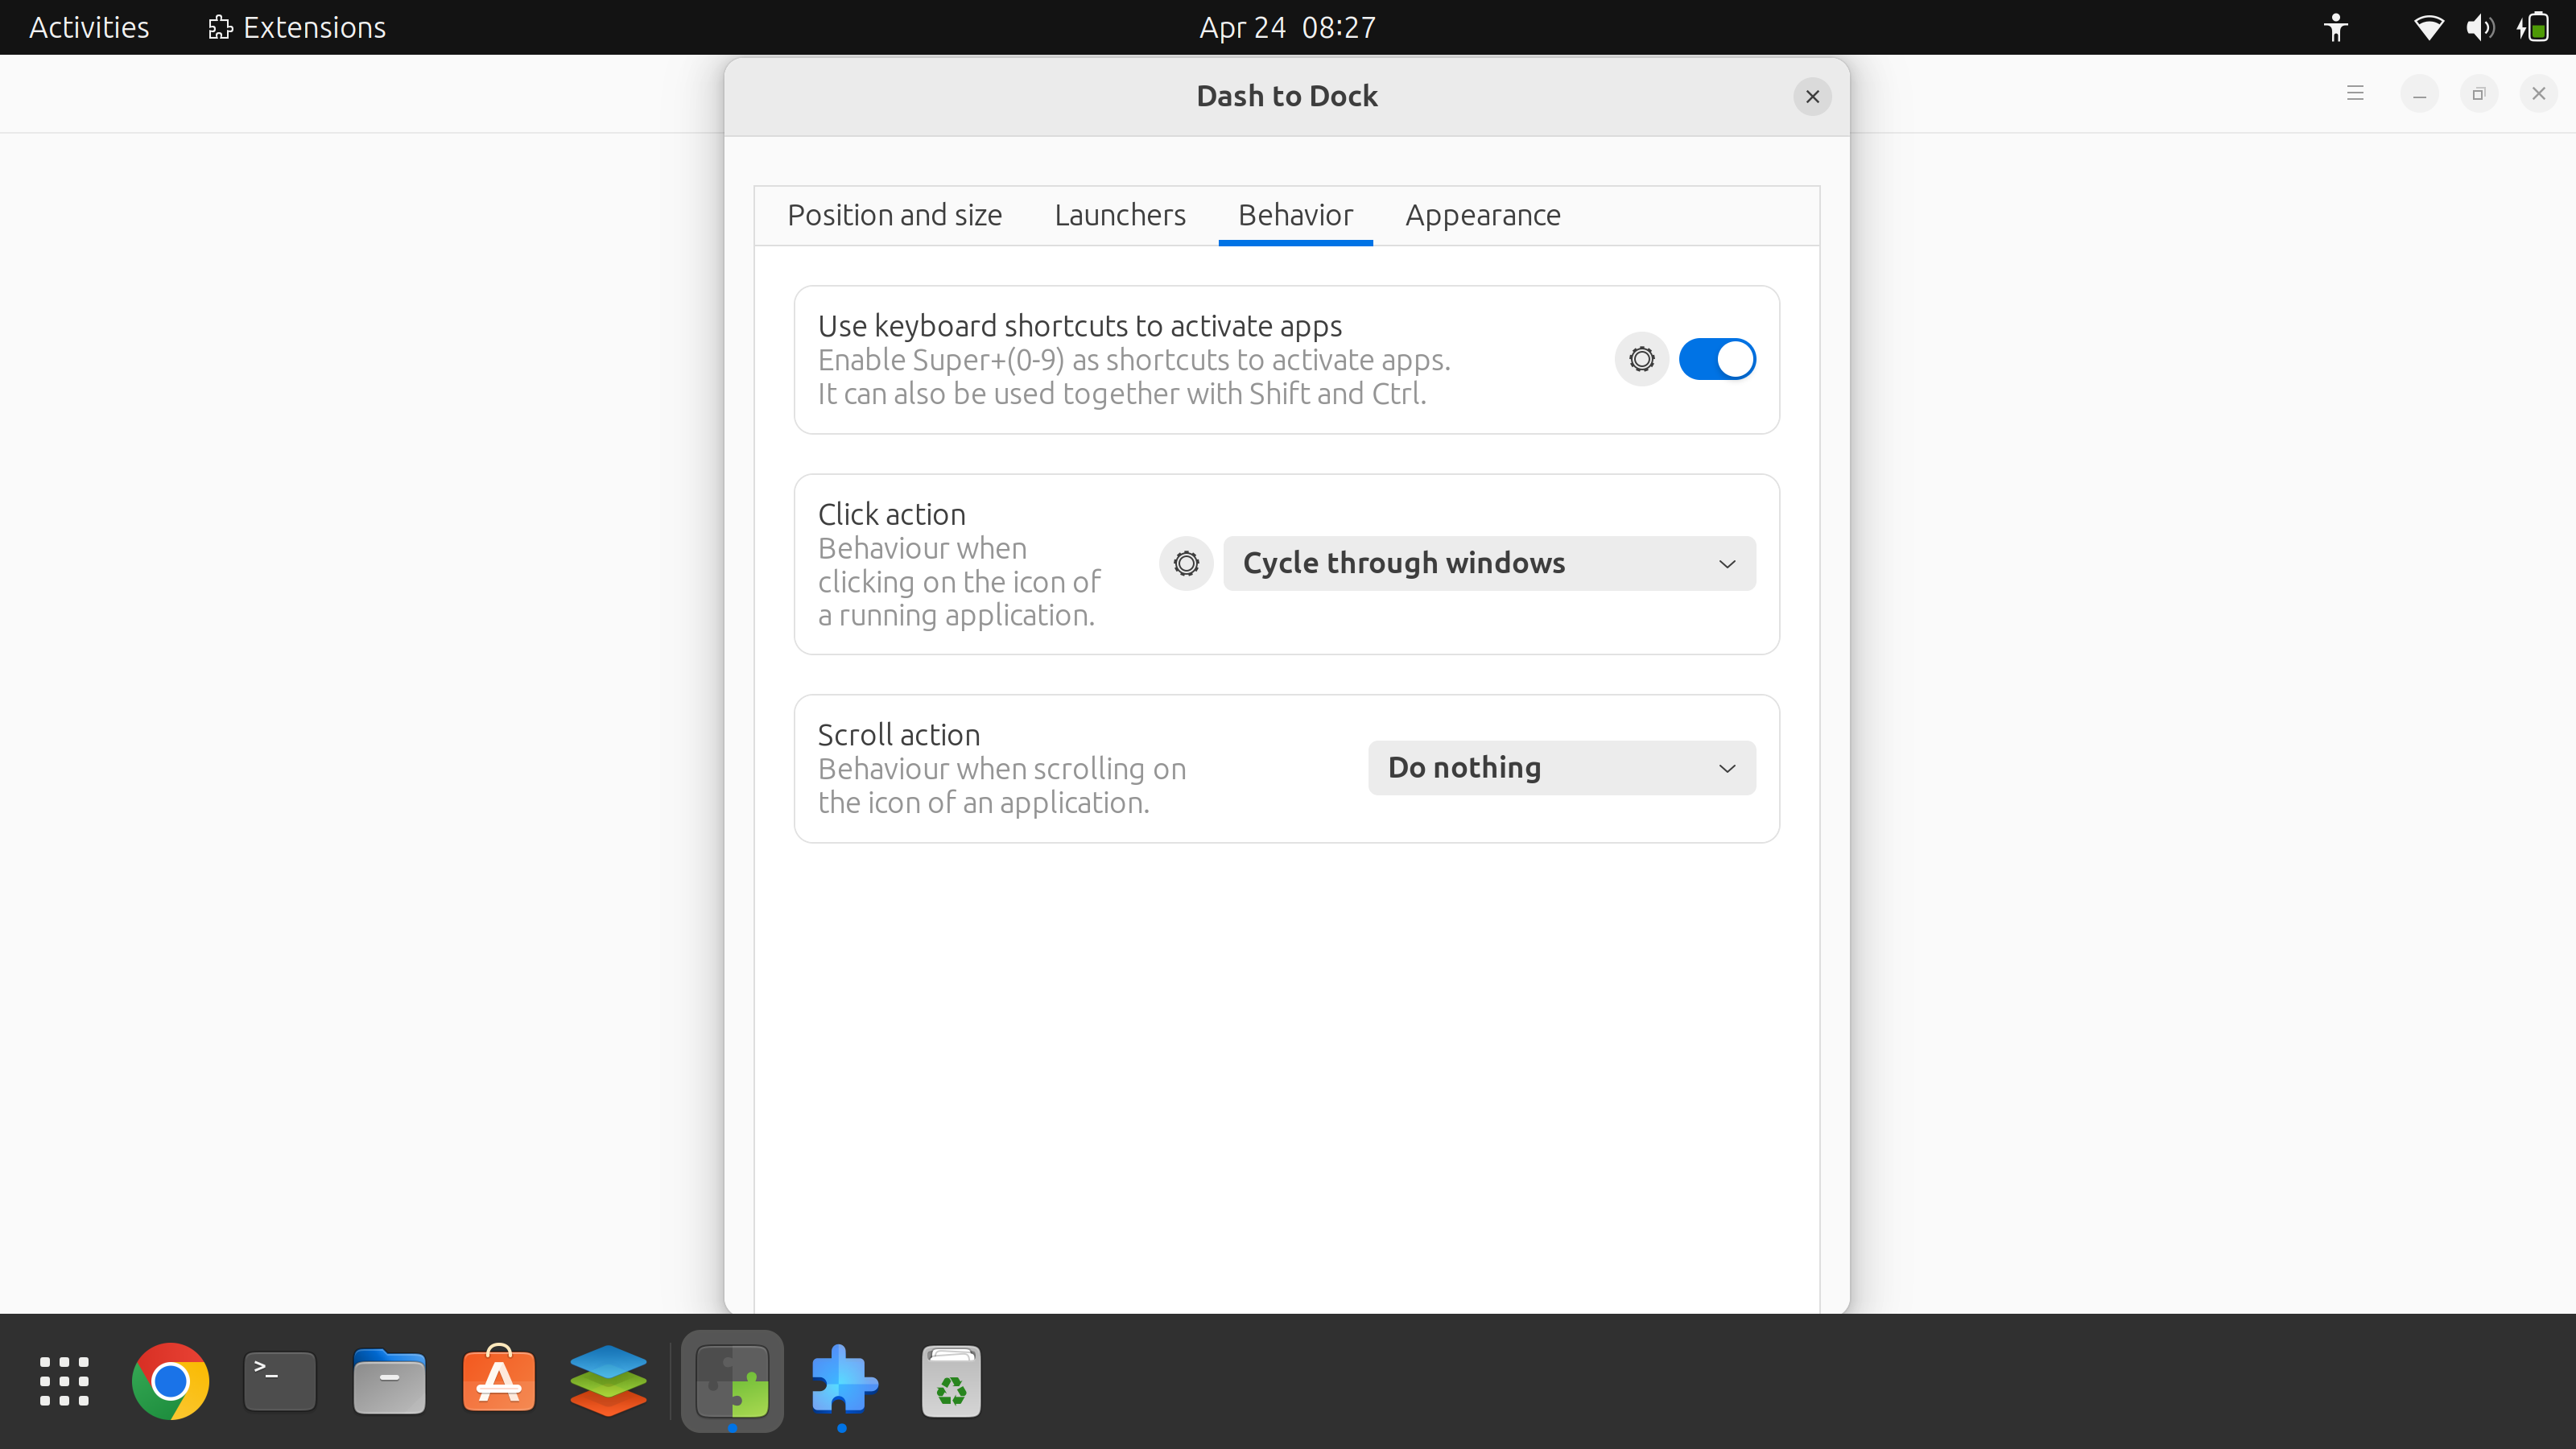 Activities
Extensions
Apr 24 08:27
Dash to Dock
Position and size
Launchers
Behavior
Appearance
Use keyboard shortcuts to activate apps
Enable Super+(0-9) as shortcuts to activate apps.
It can also be used together with Shift and Ctrl.
Click action
Behaviour when
clicking on the icon of
a running application.
Cycle through windows
Scroll action
Behaviour when scrolling on
the icon of an application.
Do nothing